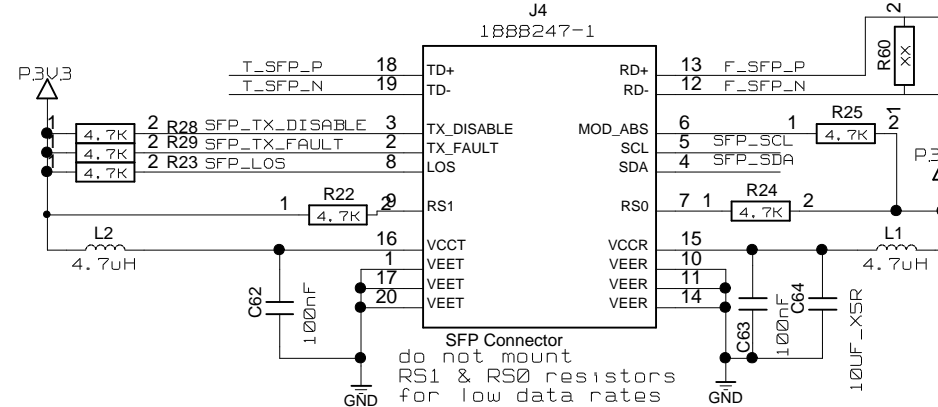 J4
1888247-1
P3V3
T_SFP_P 18 TD+ RD+ 13 F_SFP_P
T_SFP_N 19 TD- RD- 12 F_SFP_N
2
R60 xx
1
1 4.7K 2 R28 SFP_TX_DISABLE 3 TX_DISABLE MOD_ABS 6 1 R25 4.7K 2
1 4.7K 2 R29 SFP_TX_FAULT 2 TX_FAULT SCL 5 SFP_SCL
1 4.7K 2 R23 SFP_LOS 8 LOS SDA 4 SFP_SDA
P.3
1 R22 4.7K 2 9 RS1 RS0 7 1 R24 4.7K 2
L2 4.7uH 16 VCCT VCCR 15 L1 4.7uH
1 VEET VEER 10
17 VEET VEER 11
20 VEET VEER 14
C62 100nF
C63 100nF
C64 10UF_X5R
SFP Connector
do not mount
RS1 & RS0 resistors
for low data rates
GND
GND